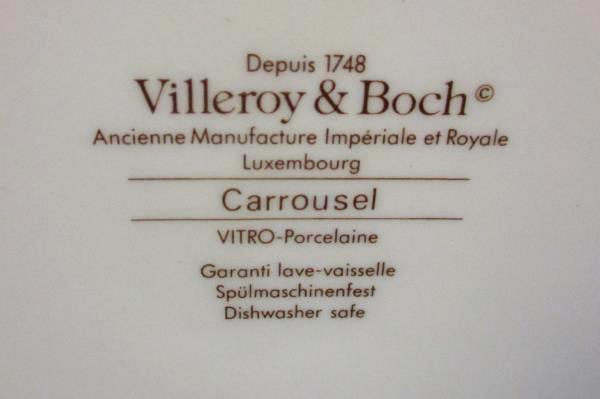 Depuis 1748
Villeroy & Boch©
Ancienne Manufacture Impériale et Royale
Luxembourg
Carrousel
VITRO-Porcelaine
Garanti lave-vaisselle
Spülmaschinenfest
Dishwasher safe